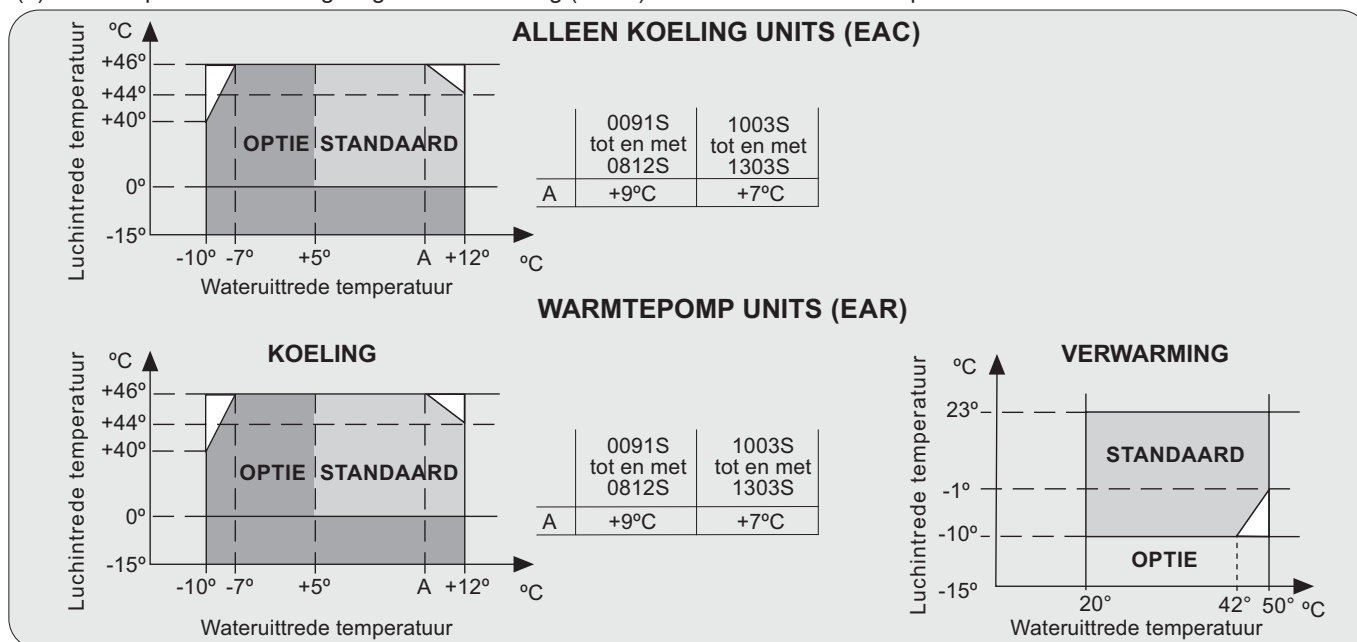 ALLEEN KOELING UNITS (EAC)
Luchintrede temperatuur
ºC
+46º
+44º
+40º
0º
-15º
OPTIE STANDAARD
-10º -7º +5º A +12º ºC
Wateruittrede temperatuur
0091S 1003S
tot en met tot en met
0812S 1303S
A +9ºC +7ºC
WARMTEPOMP UNITS (EAR)
KOELING
Luchintrede temperatuur
ºC
+46º
+44º
+40º
0º
-15º
OPTIE STANDAARD
-10º -7º +5º A +12º ºC
Wateruittrede temperatuur
0091S 1003S
tot en met tot en met
0812S 1303S
A +9ºC +7ºC
VERWARMING
Luchintrede temperatuur
ºC
23º
-1º
-10º
-15º
STANDAARD
OPTIE
20° 42° 50° ºC
Wateruittrede temperatuur